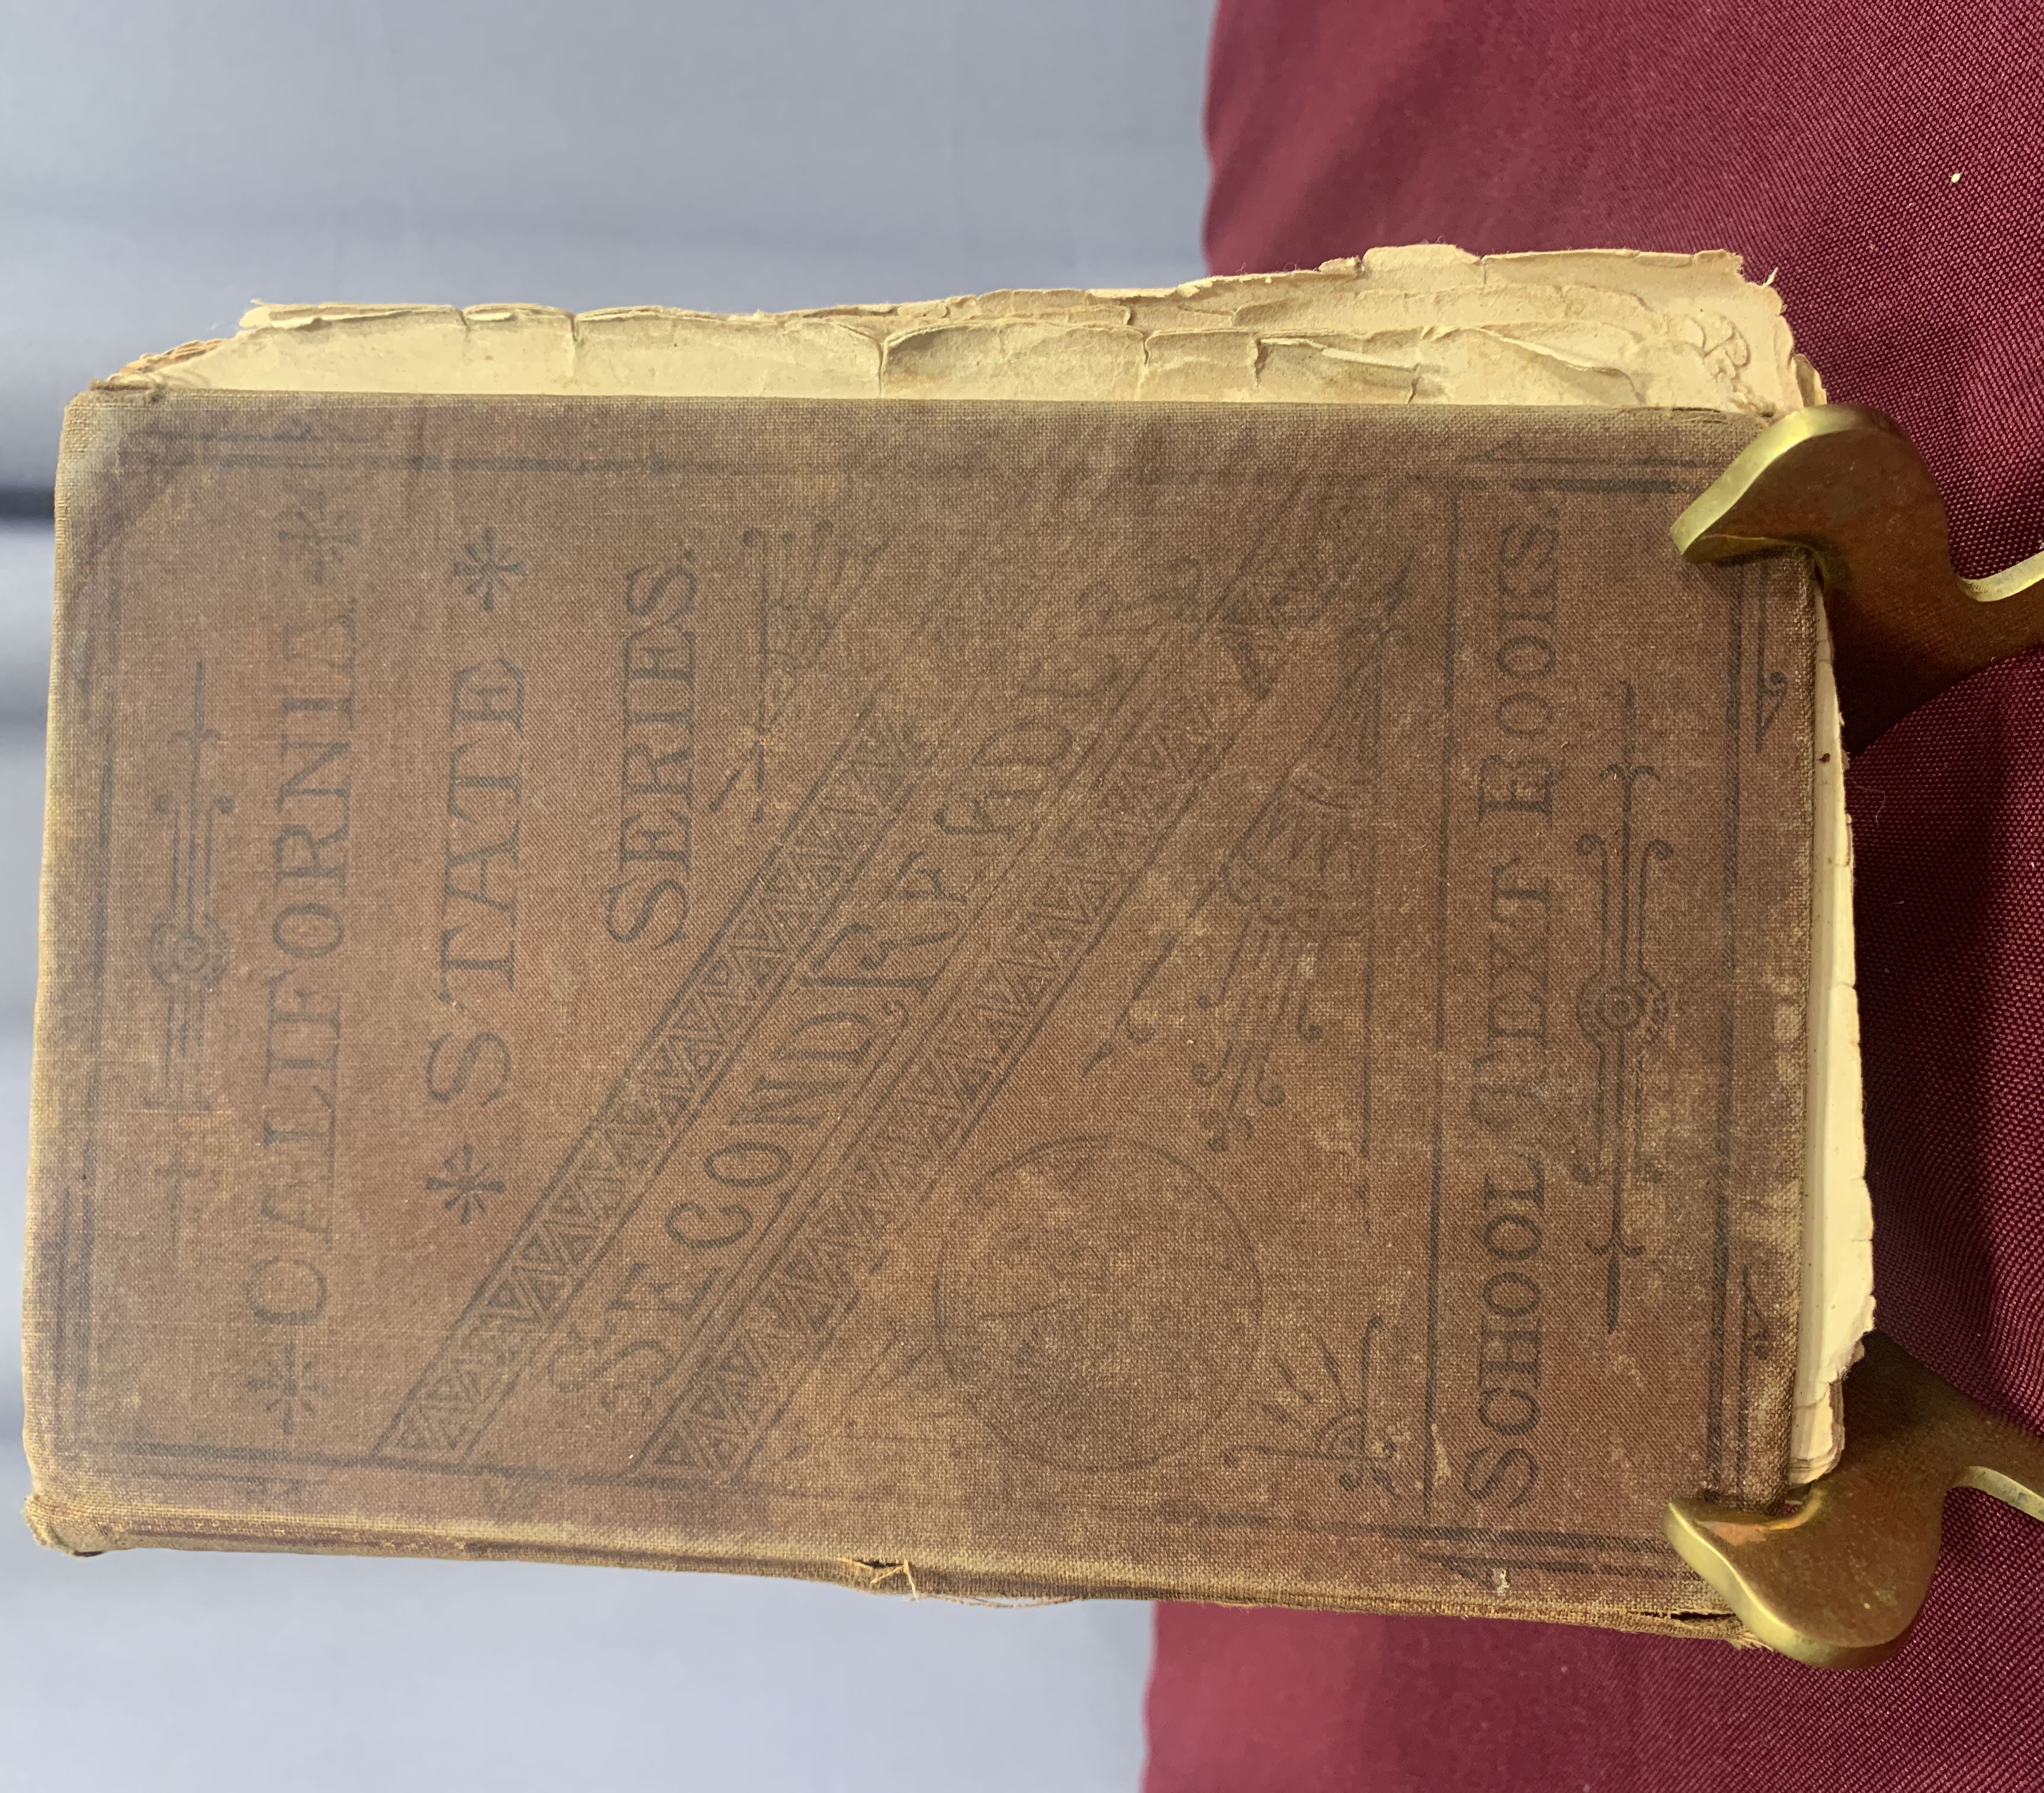 CALIFORNIA
STATE
SERIES.
SECOND READER
SCHOOL TEXT BOOKS.